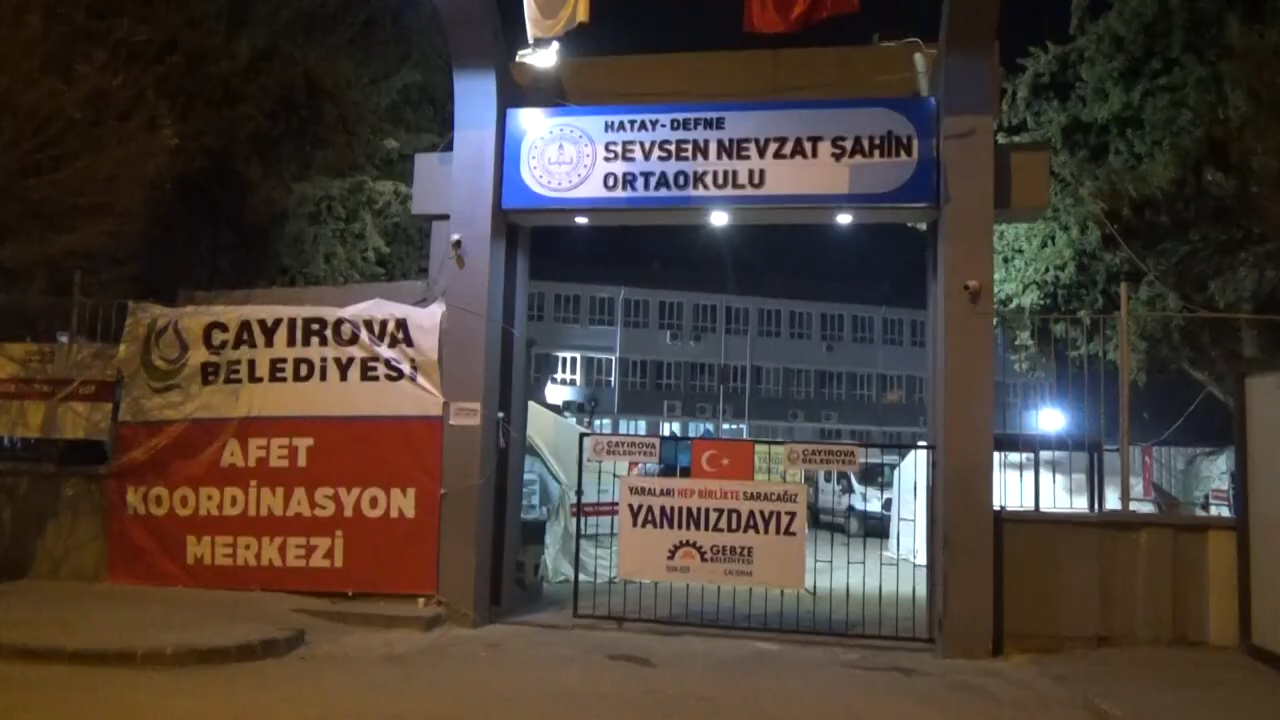 HATAY-DEFNE
SEVSEN NEVZAT ŞAHİN
ORTAOKULU
ÇAYIROVA
BELEDİYESİ
AFET
KOORDİNASYON
MERKEZİ
ÇAYIROVA
BELEDİYESİ
ÇAYIROVA
BELEDİYESİ
YARALARI HEP BİRLİKTE SARACAĞIZ
YANINIZDAYIZ
GEBZE
BELEDİYESİ